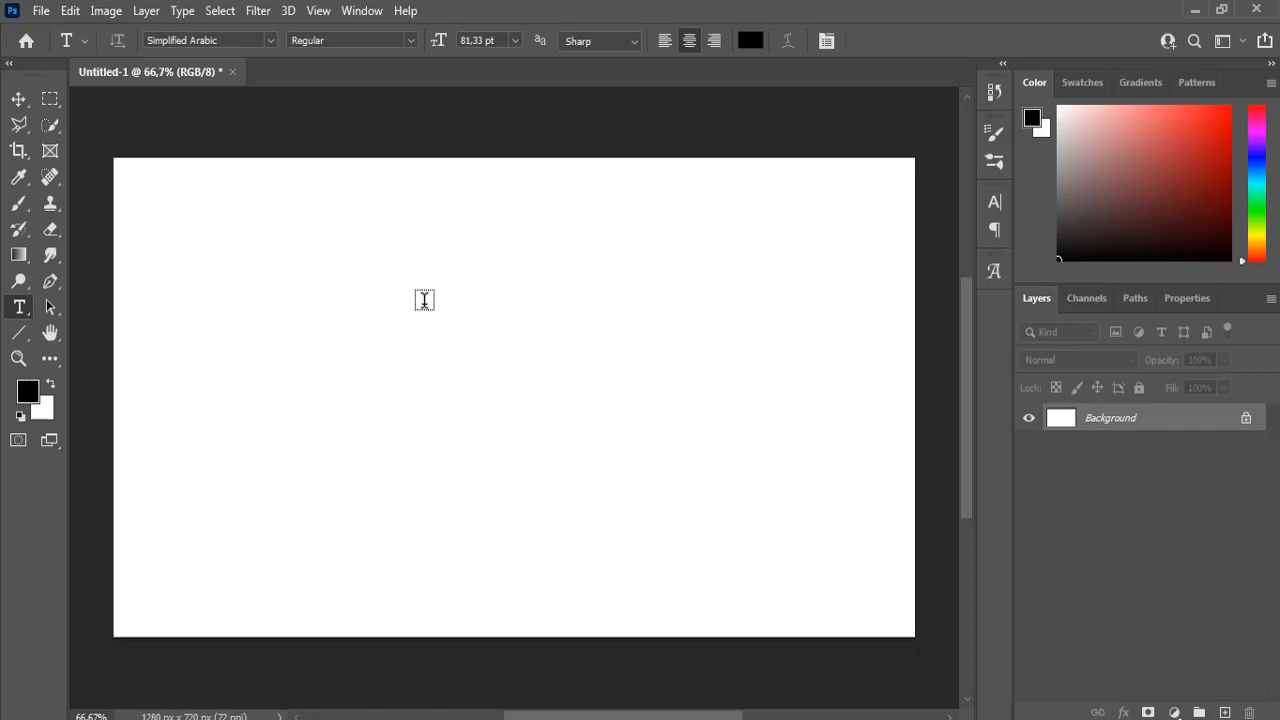 Ps File Edit Image Layer Type Select Filter 3D View Window Help
T Simplified Arabic Regular 81,33 pt Sharp
Untitled-1 @ 66,7% (RGB/8) * ×
Color Swatches Gradients Patterns
Layers Channels Paths Properties
Kind
Normal Opacity: 100%
Lock: Fill: 100%
Background
66,67% 1280 px x 720 px (72 ppi)